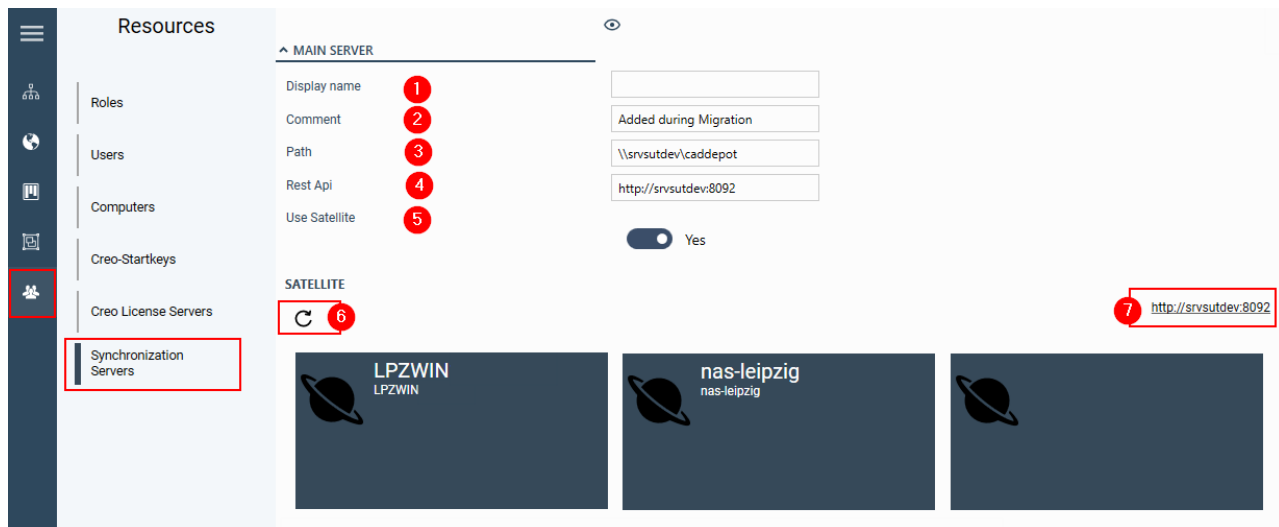 Resources
MAIN SERVER
Display name 1
Comment 2 Added during Migration
Path 3 \\srvsutdev\caddepot
Rest Api 4 http://srvsutdev:8092
Use Satellite 5
Yes
Roles
Users
Computers
Creo-Startkeys
Creo License Servers
Synchronization
Servers
SATELLITE
6
7 http://srvsutdev:8092
LPZWIN
LPZWIN
nas-leipzig
nas-leipzig